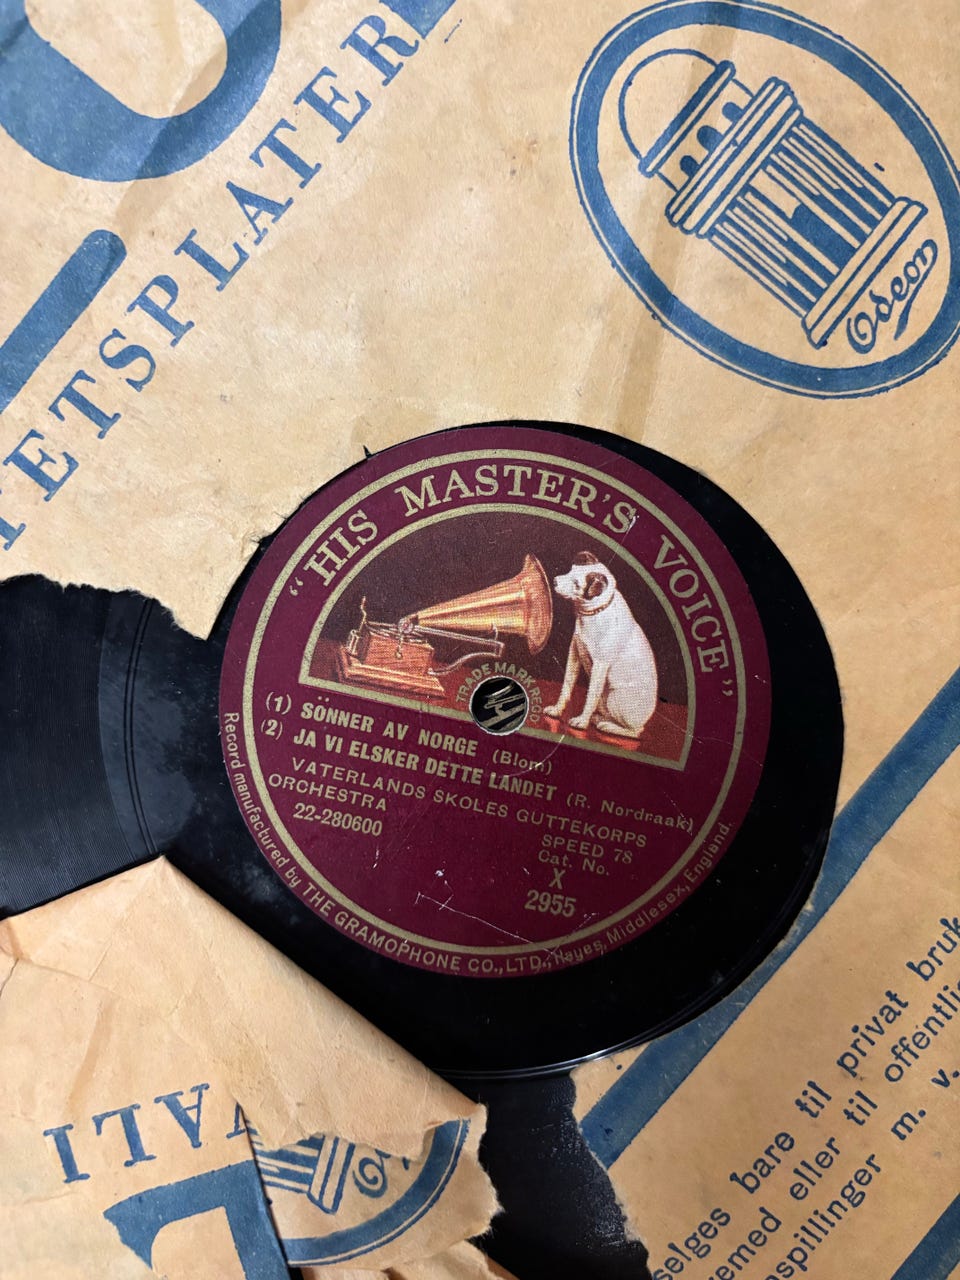 ETSPLATER
Odeon
"HIS MASTER'S VOICE"
TRADE MARK REGD
(1) SÖNNER AV NORGE (Blom)
(2) JA VI ELSKER DETTE LANDET (R. Nordraak)
VATERLANDS SKOLES GUTTEKORPS
ORCHESTRA
22-280600
SPEED 78
Cat. No.
X
2955
Record manufactured by THE GRAMOPHONE CO., LTD., Hayes, Middlesex, England.
VALI
selges bare til privat bruk
emed eller til offentli
spillinger m. v.